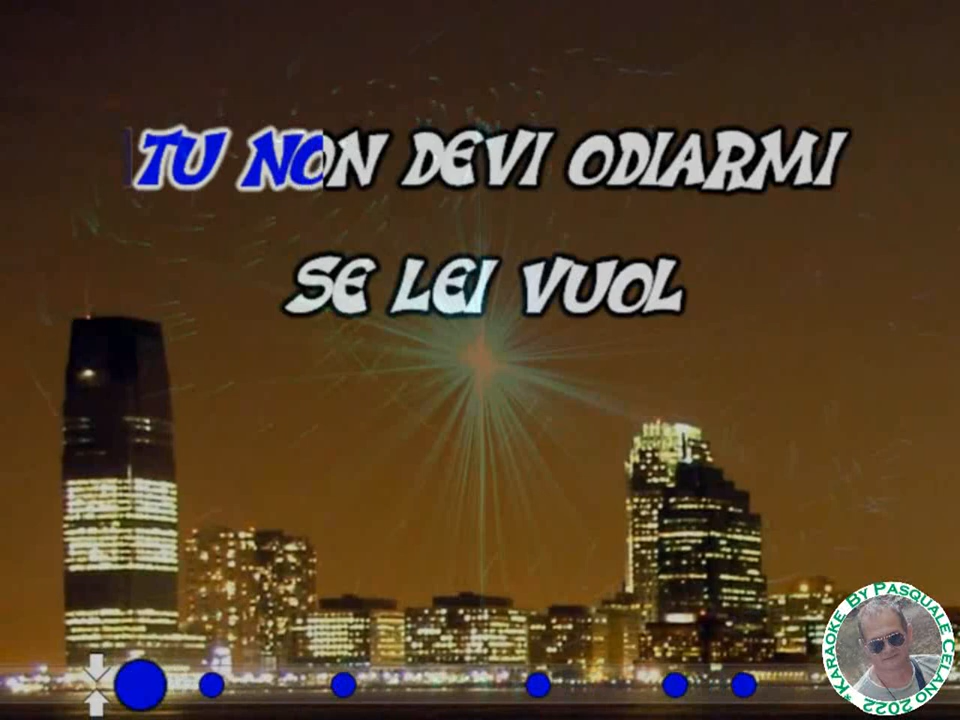 TU NON DEVI ODIARMI
SE LEI VUOL
*KARAOKE BY PASQUALE CELANO 2022